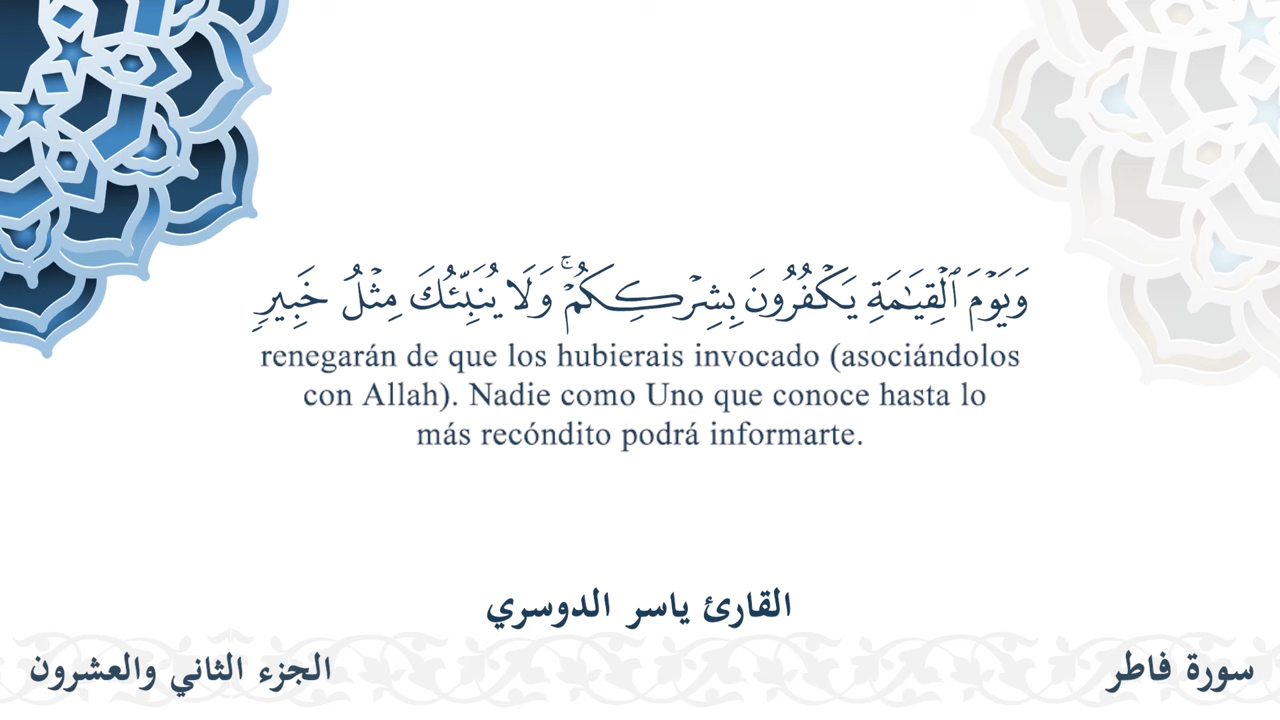 وَيَوْمَ ٱلْقِيَـٰمَةِ يَكْفُرُونَ بِشِرْكِكُمْ ۚ وَلَا يُنَبِّئُكَ مِثْلُ خَبِيرٍ
renegarán de que los hubierais invocado (asociándolos
con Allah). Nadie como Uno que conoce hasta lo
más recóndito podrá informarte.
القارئ ياسر الدوسري
سورة فاطر
الجزء الثاني والعشرون